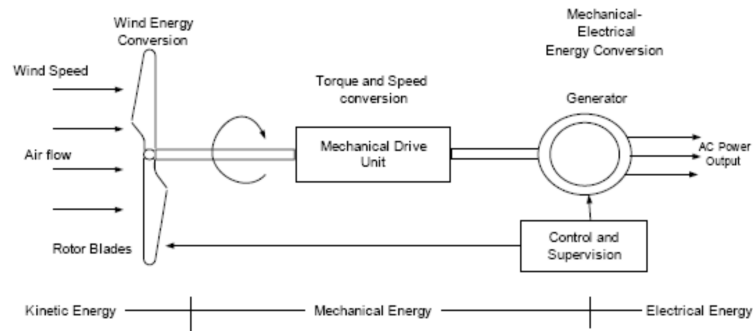 Wind Energy
Conversion
Mechanical-
Electrical
Energy Conversion
Wind Speed
Torque and Speed
conversion
Generator
Mechanical Drive
Unit
Air flow
AC Power
Output
Rotor Blades
Control and
Supervision
Kinetic Energy
Mechanical Energy
Electrical Energy